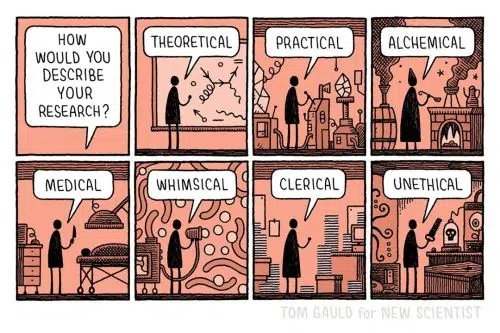 HOW
WOULD YOU
DESCRIBE
YOUR
RESEARCH?
THEORETICAL
PRACTICAL
ALCHEMICAL
MEDICAL
WHIMSICAL
CLERICAL
UNETHICAL
TOM GAULD for NEW SCIENTIST